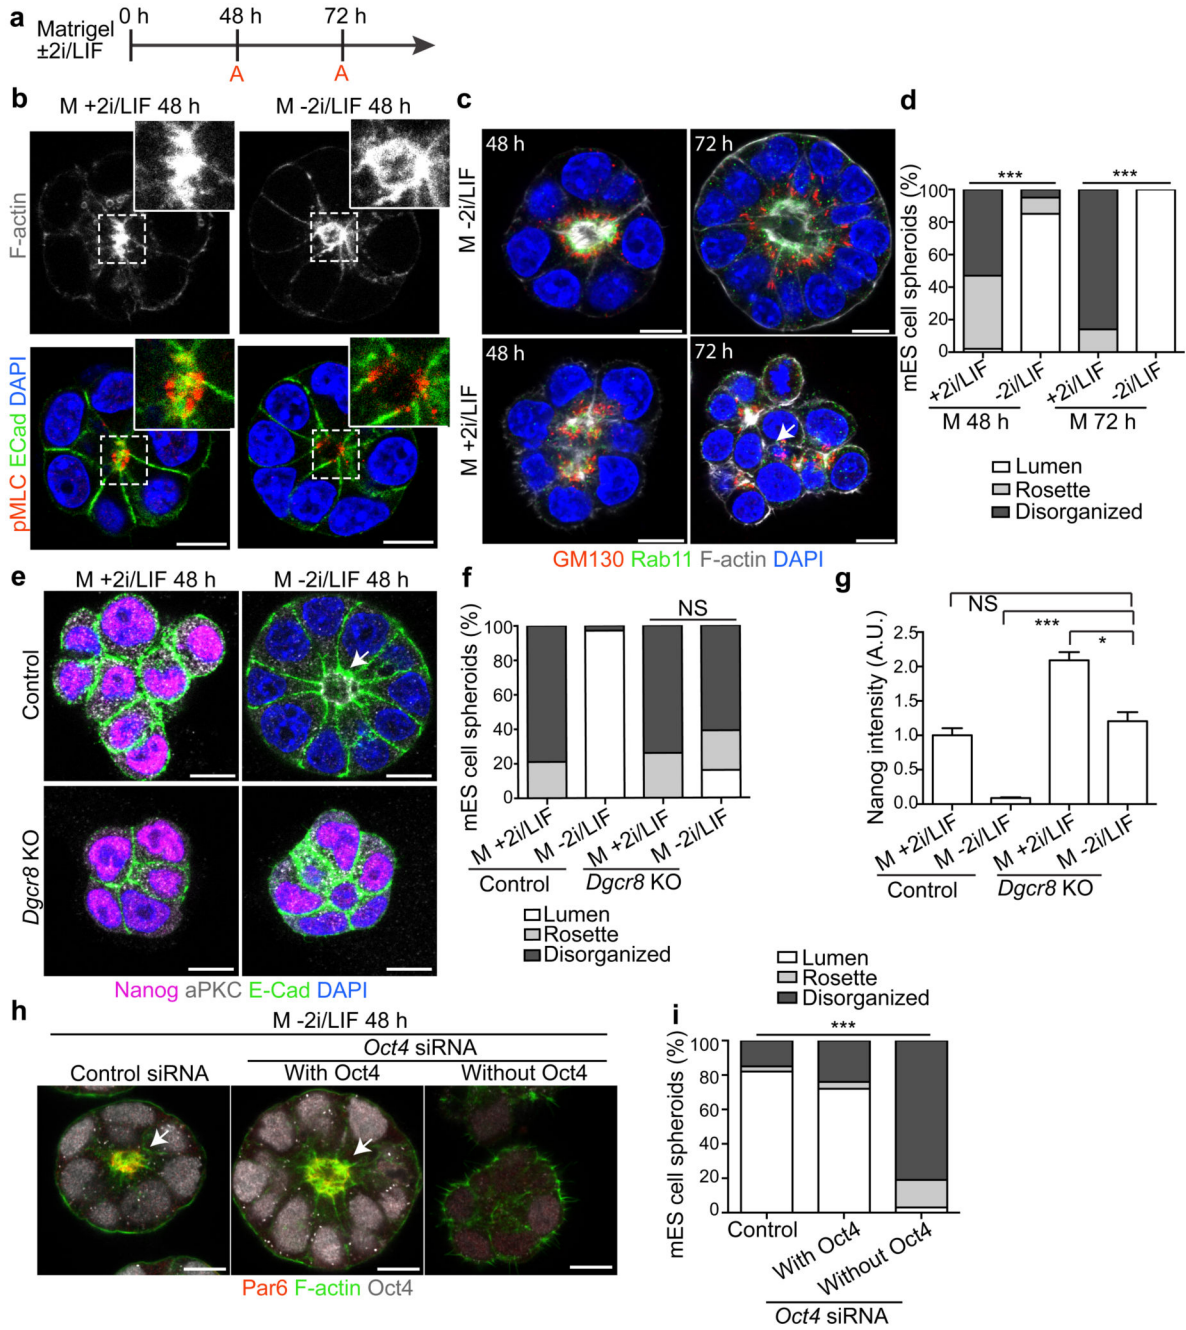 a
0 h 48 h 72 h
Matrigel
±2i/LIF
A A
b
M +2i/LIF 48 h M -2i/LIF 48 h
F-actin
pMLC ECad DAPI
c
48 h 72 h
M -2i/LIF
48 h 72 h
M +2i/LIF
GM130 Rab11 F-actin DAPI
d
*** ***
mES cell spheroids (%)
100
80
60
40
20
0
+2i/LIF -2i/LIF +2i/LIF -2i/LIF
M 48 h M 72 h
Lumen
Rosette
Disorganized
e
M +2i/LIF 48 h M -2i/LIF 48 h
Control
Dgcr8 KO
Nanog aPKC E-Cad DAPI
f
NS
mES cell spheroids (%)
100
80
60
40
20
0
M +2i/LIF M -2i/LIF M +2i/LIF M -2i/LIF
Control Dgcr8 KO
Lumen
Rosette
Disorganized
g
NS
***
*
Nanog intensity (A.U.)
2.5
2.0
1.5
1.0
0.5
0.0
M +2i/LIF M -2i/LIF M +2i/LIF M -2i/LIF
Control Dgcr8 KO
h
M -2i/LIF 48 h
Oct4 siRNA
Control siRNA With Oct4 Without Oct4
Par6 F-actin Oct4
i
Lumen
Rosette
Disorganized
***
mES cell spheroids (%)
100
80
60
40
20
0
Control With Oct4 Without Oct4
Oct4 siRNA